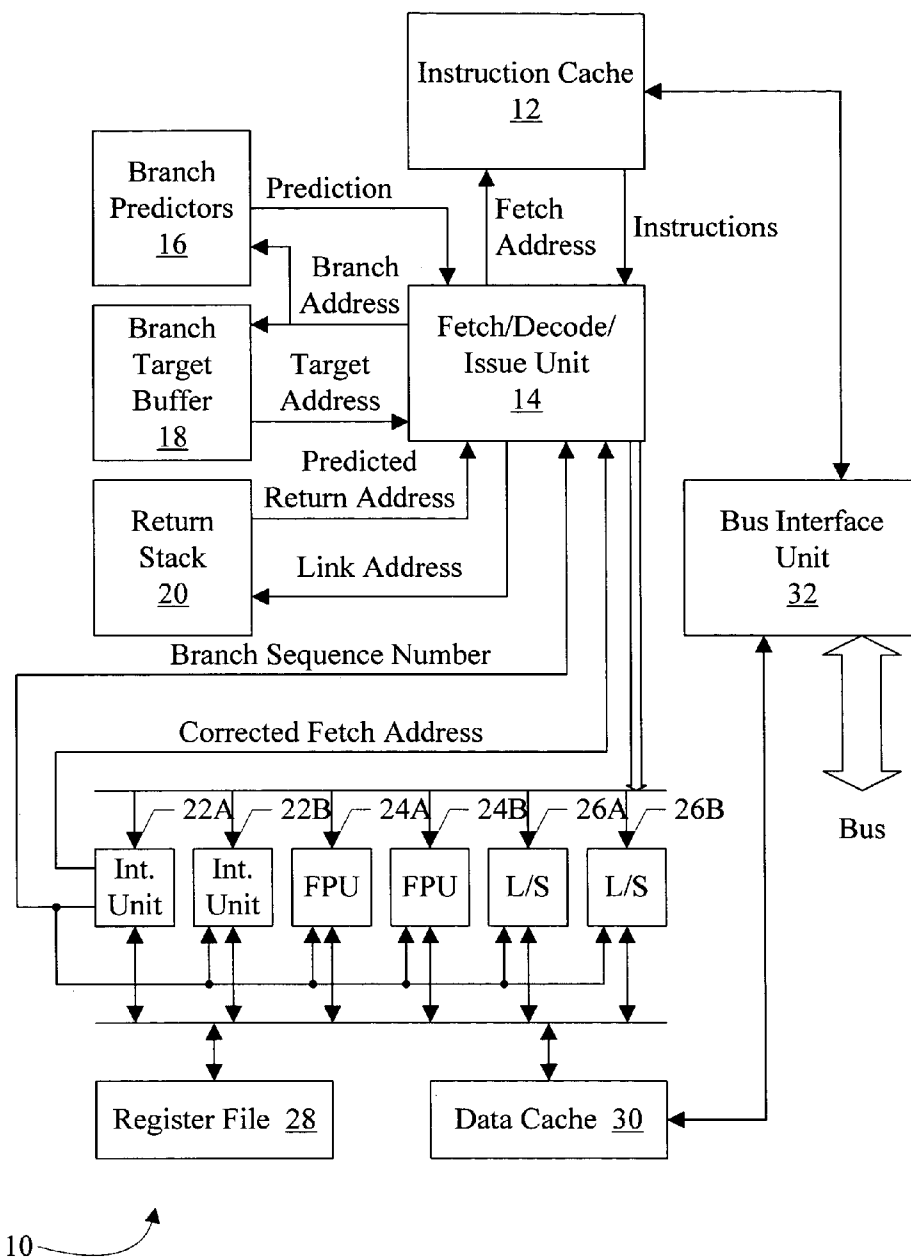 Instruction Cache
12
Branch
Predictors
16
Prediction
Fetch
Address
Instructions
Branch
Address
Branch
Target
Buffer
18
Target
Address
Fetch/Decode/
Issue Unit
14
Predicted
Return Address
Return
Stack
20
Link Address
Bus Interface
Unit
32
Branch Sequence Number
Corrected Fetch Address
Bus
22A
22B
24A
24B
26A
26B
Int.
Unit
Int.
Unit
FPU
FPU
L/S
L/S
Register File 28
Data Cache 30
10